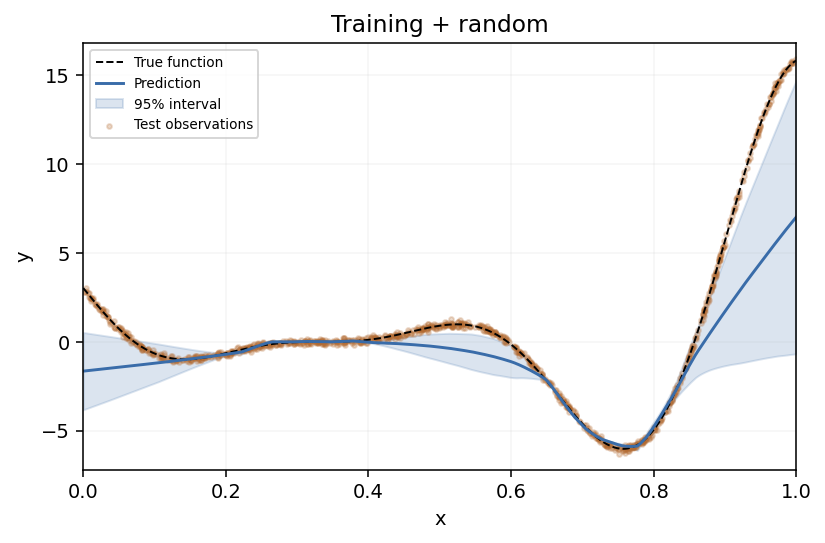 Training + random
True function
Prediction
95% interval
Test observations
15
10
5
0
−5
y
0.0 0.2 0.4 0.6 0.8 1.0
x